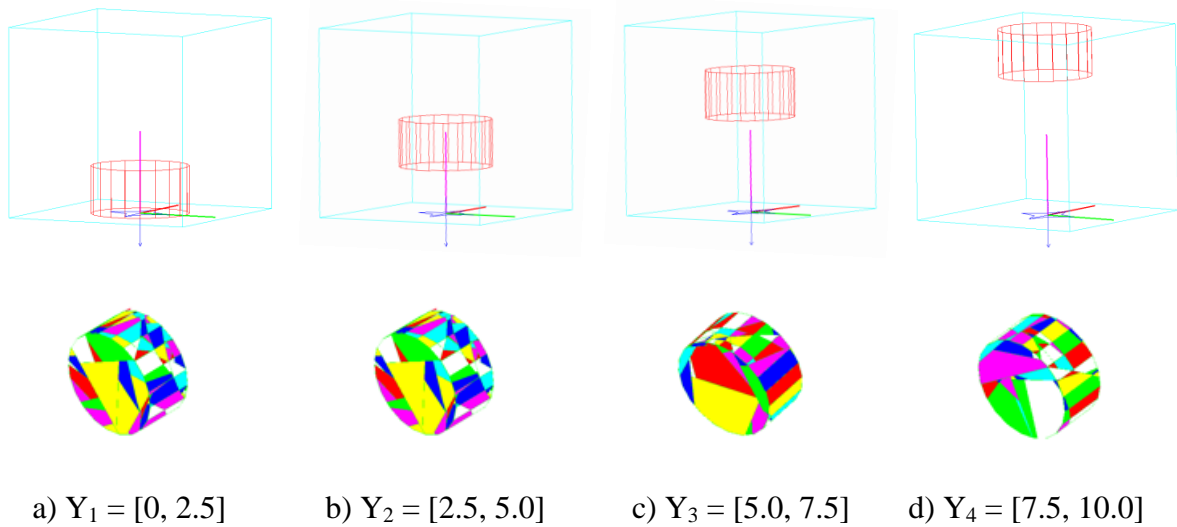 a) Y₁ = [0, 2.5] b) Y₂ = [2.5, 5.0] c) Y₃ = [5.0, 7.5] d) Y₄ = [7.5, 10.0]